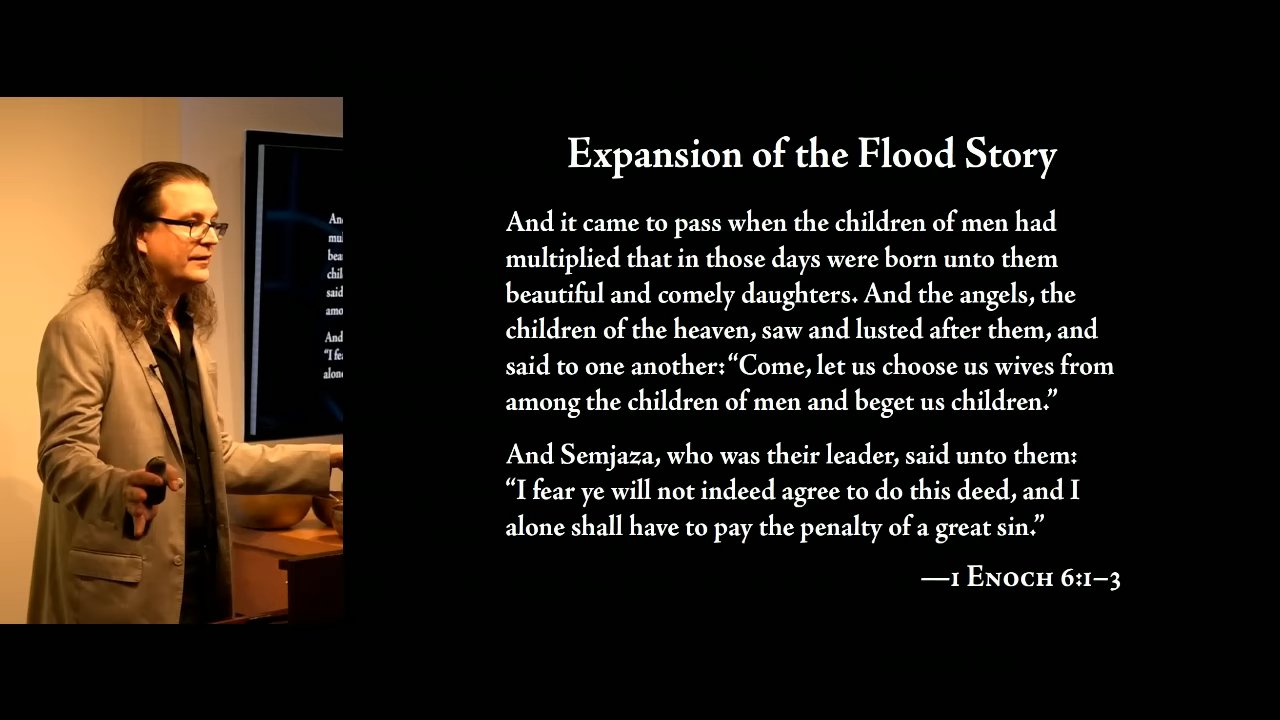 Expansion of the Flood Story
And it came to pass when the children of men had
multiplied that in those days were born unto them
beautiful and comely daughters. And the angels, the
children of the heaven, saw and lusted after them, and
said to one another: “Come, let us choose us wives from
among the children of men and beget us children.”
And Semjaza, who was their leader, said unto them:
“I fear ye will not indeed agree to do this deed, and I
alone shall have to pay the penalty of a great sin.”
—1 Enoch 6:1–3